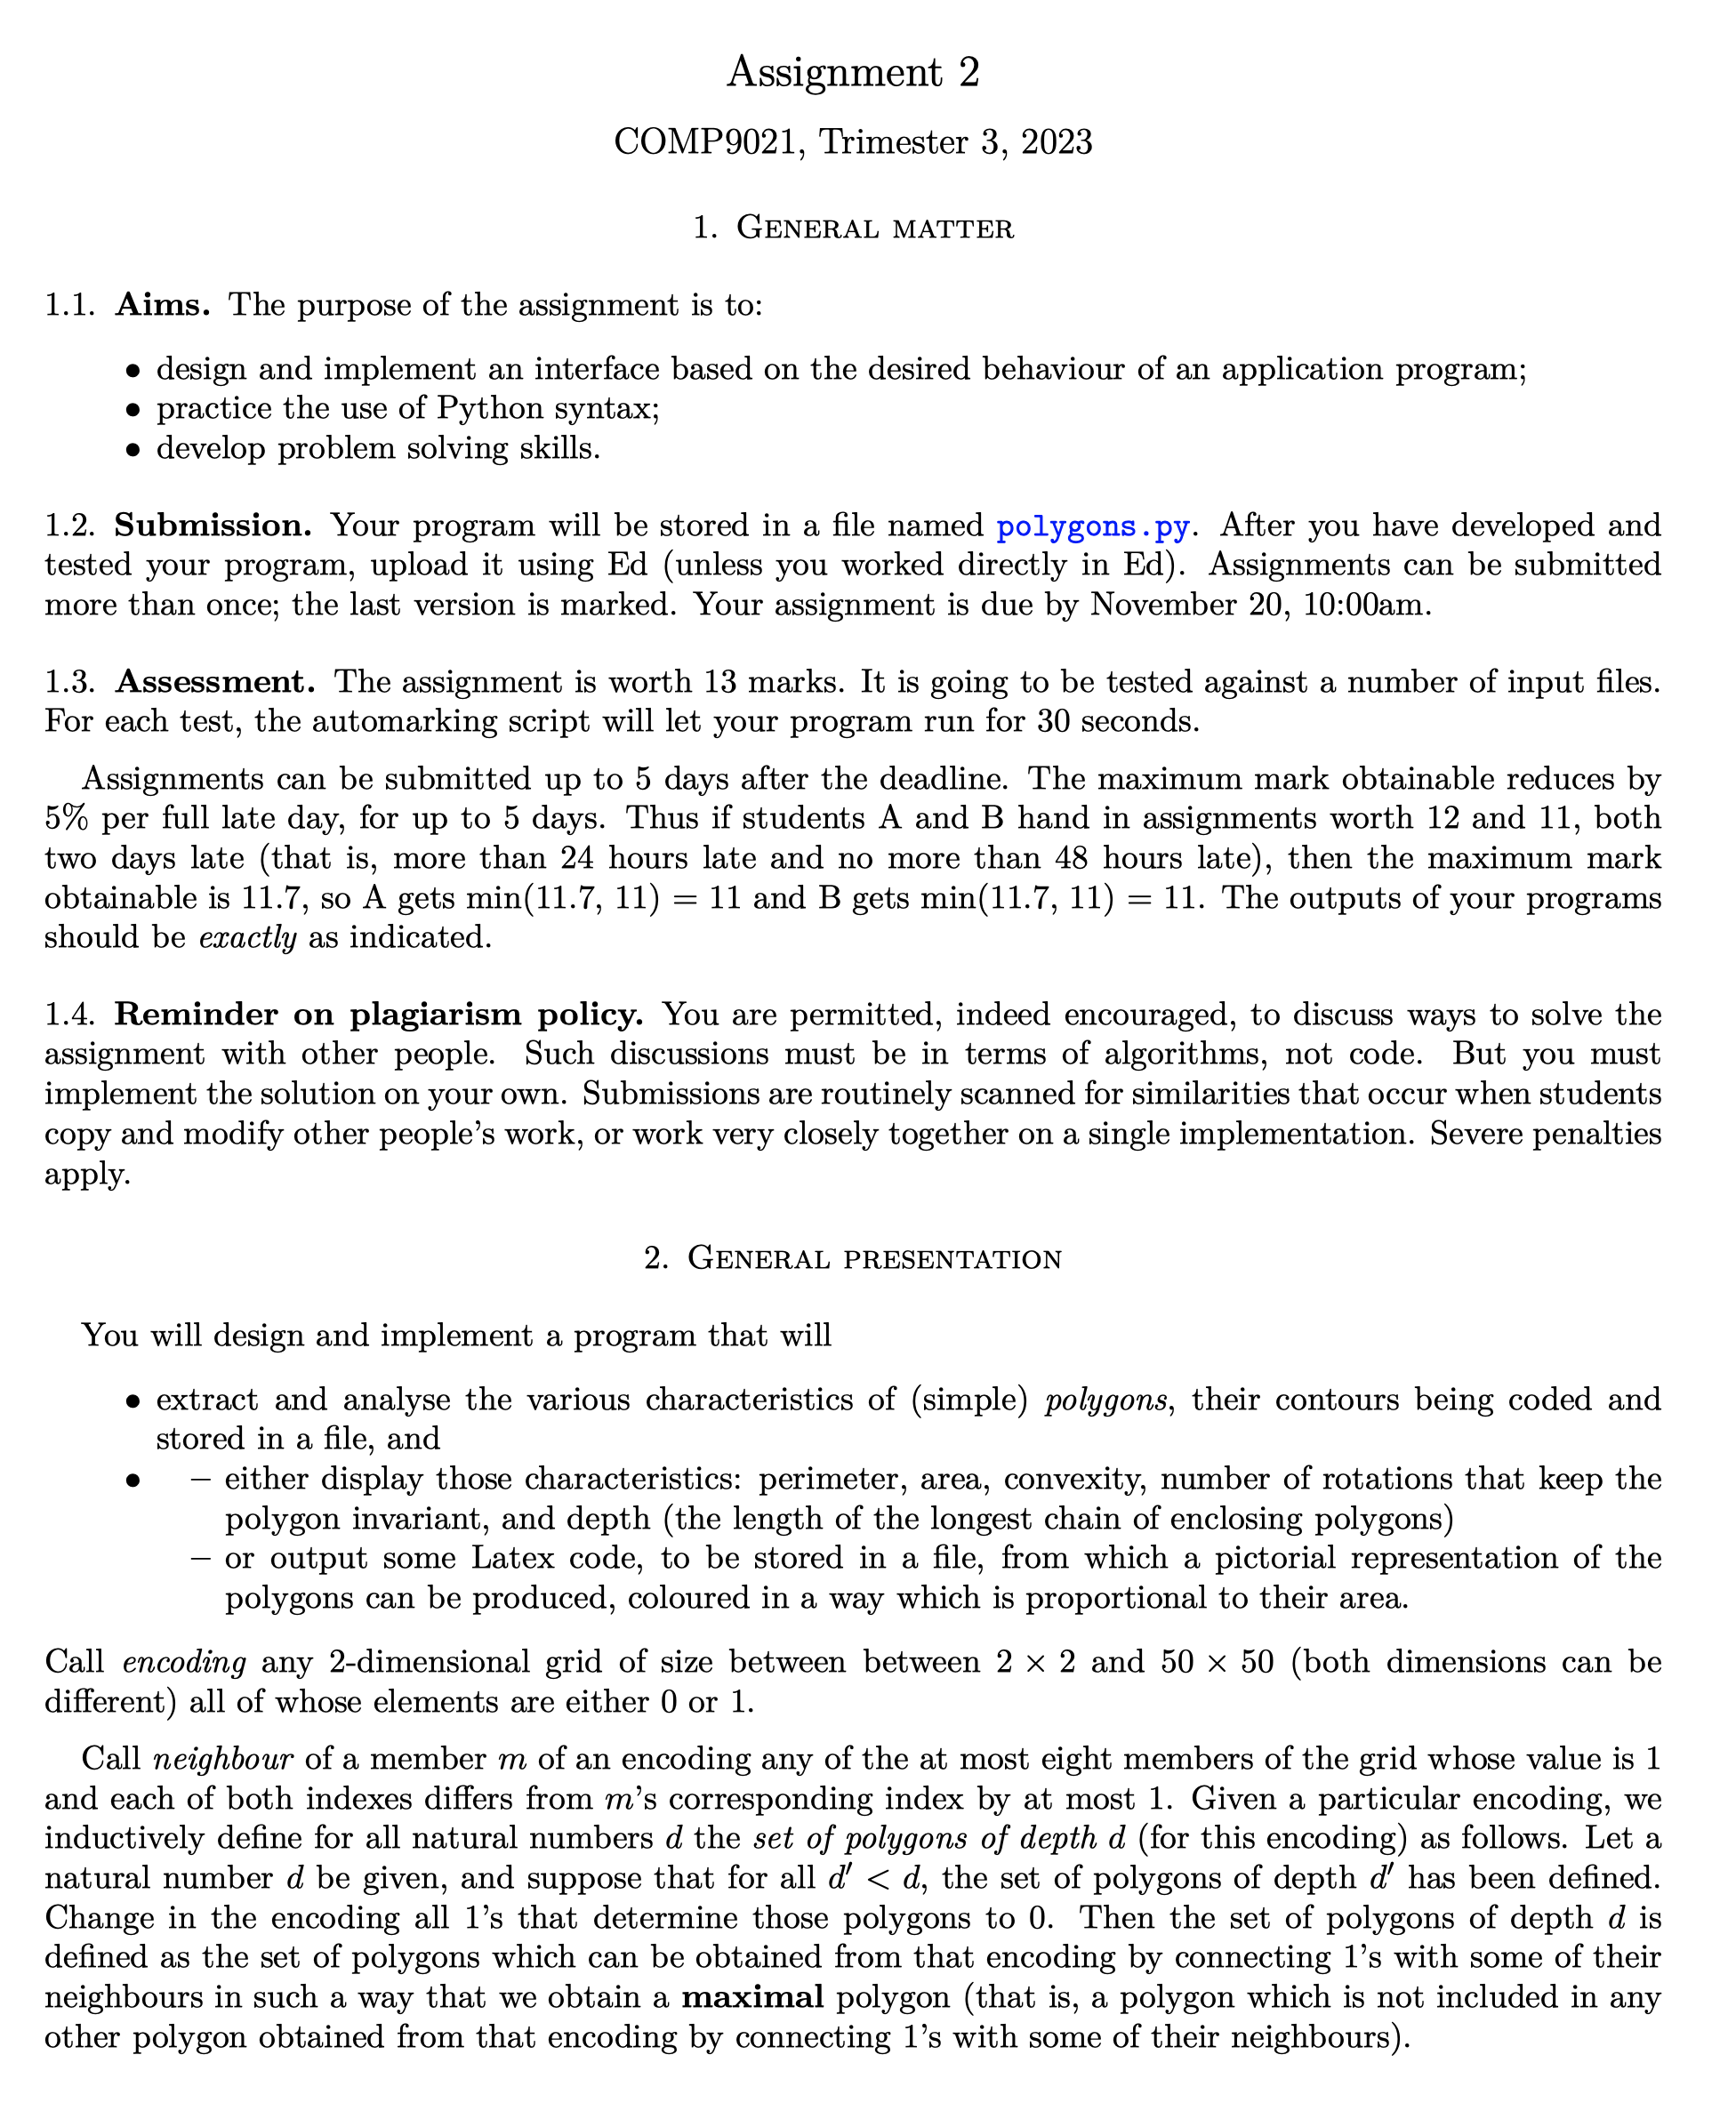 Assignment 2
COMP9021, Trimester 3, 2023
1. General matter
1.1. Aims. The purpose of the assignment is to:
• design and implement an interface based on the desired behaviour of an application program;
• practice the use of Python syntax;
• develop problem solving skills.
1.2. Submission. Your program will be stored in a file named polygons.py. After you have developed and
tested your program, upload it using Ed (unless you worked directly in Ed). Assignments can be submitted
more than once; the last version is marked. Your assignment is due by November 20, 10:00am.
1.3. Assessment. The assignment is worth 13 marks. It is going to be tested against a number of input files.
For each test, the automarking script will let your program run for 30 seconds.
Assignments can be submitted up to 5 days after the deadline. The maximum mark obtainable reduces by
5% per full late day, for up to 5 days. Thus if students A and B hand in assignments worth 12 and 11, both
two days late (that is, more than 24 hours late and no more than 48 hours late), then the maximum mark
obtainable is 11.7, so A gets min(11.7, 11) = 11 and B gets min(11.7, 11) = 11. The outputs of your programs
should be exactly as indicated.
1.4. Reminder on plagiarism policy. You are permitted, indeed encouraged, to discuss ways to solve the
assignment with other people. Such discussions must be in terms of algorithms, not code. But you must
implement the solution on your own. Submissions are routinely scanned for similarities that occur when students
copy and modify other people's work, or work very closely together on a single implementation. Severe penalties
apply.
2. General presentation
You will design and implement a program that will
• extract and analyse the various characteristics of (simple) polygons, their contours being coded and
stored in a file, and
• – either display those characteristics: perimeter, area, convexity, number of rotations that keep the
polygon invariant, and depth (the length of the longest chain of enclosing polygons)
– or output some Latex code, to be stored in a file, from which a pictorial representation of the
polygons can be produced, coloured in a way which is proportional to their area.
Call encoding any 2-dimensional grid of size between between 2 × 2 and 50 × 50 (both dimensions can be
different) all of whose elements are either 0 or 1.
Call neighbour of a member m of an encoding any of the at most eight members of the grid whose value is 1
and each of both indexes differs from m's corresponding index by at most 1. Given a particular encoding, we
inductively define for all natural numbers d the set of polygons of depth d (for this encoding) as follows. Let a
natural number d be given, and suppose that for all d′ < d, the set of polygons of depth d′ has been defined.
Change in the encoding all 1's that determine those polygons to 0. Then the set of polygons of depth d is
defined as the set of polygons which can be obtained from that encoding by connecting 1's with some of their
neighbours in such a way that we obtain a maximal polygon (that is, a polygon which is not included in any
other polygon obtained from that encoding by connecting 1's with some of their neighbours).